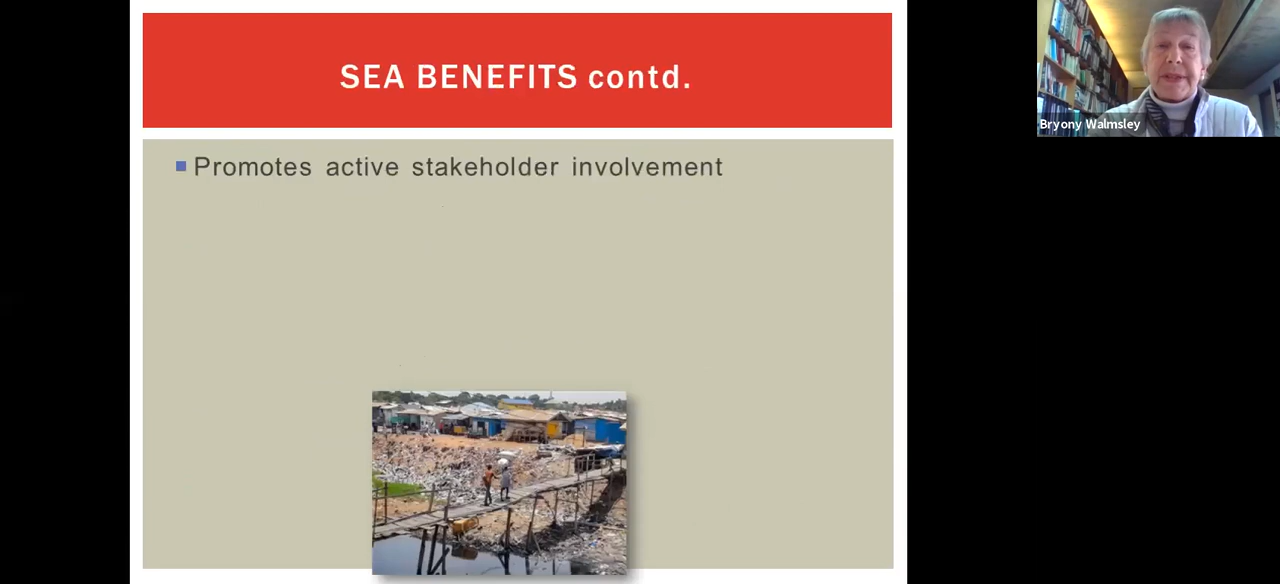 SEA BENEFITS contd.
Promotes active stakeholder involvement
Bryony Walmsley